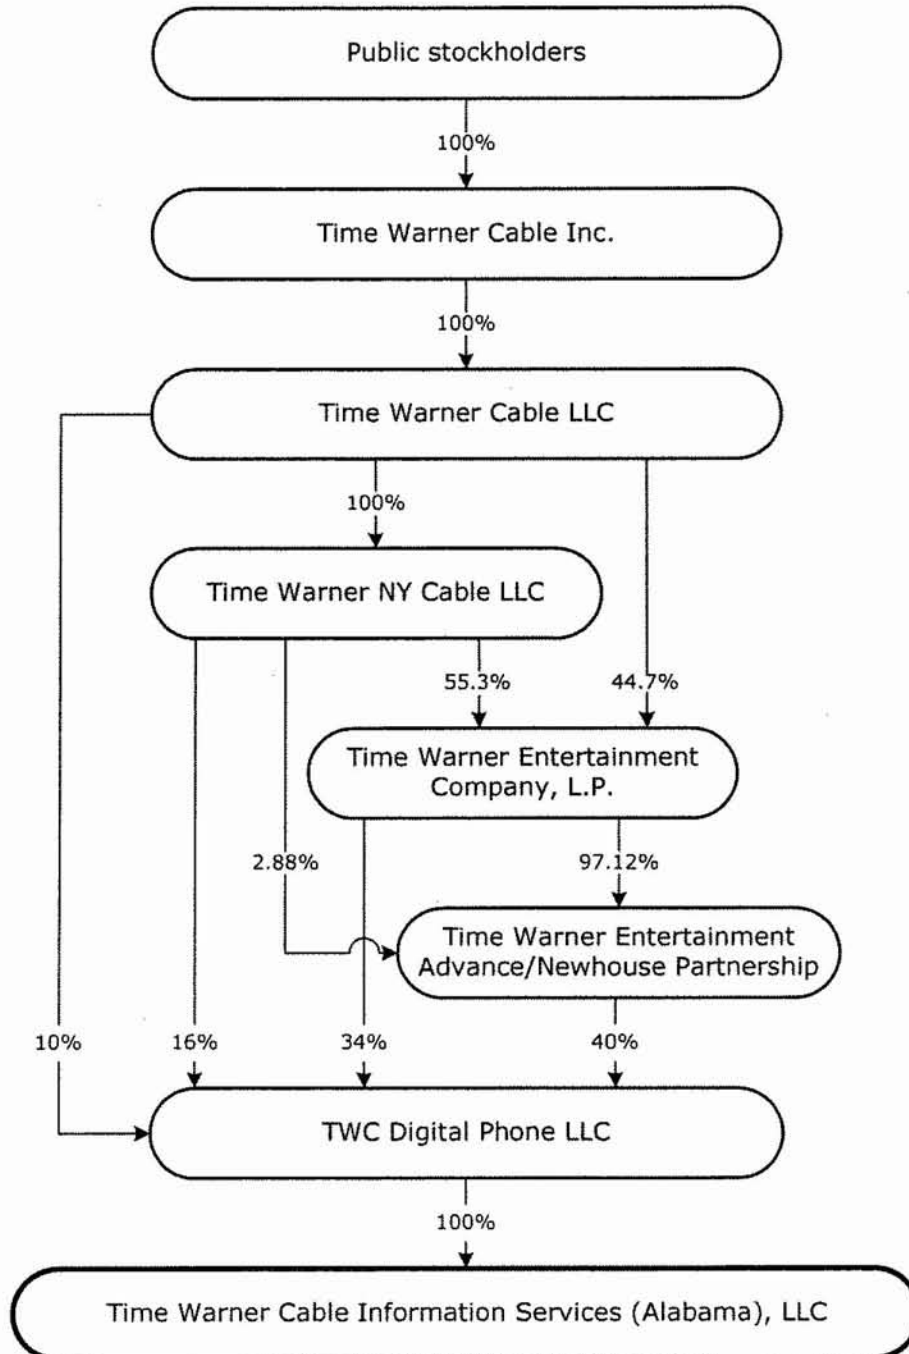 Public stockholders
100%
Time Warner Cable Inc.
100%
Time Warner Cable LLC
100%
Time Warner NY Cable LLC
55.3%
44.7%
Time Warner Entertainment
Company, L.P.
2.88%
97.12%
Time Warner Entertainment
Advance/Newhouse Partnership
10%
16%
34%
40%
TWC Digital Phone LLC
100%
Time Warner Cable Information Services (Alabama), LLC